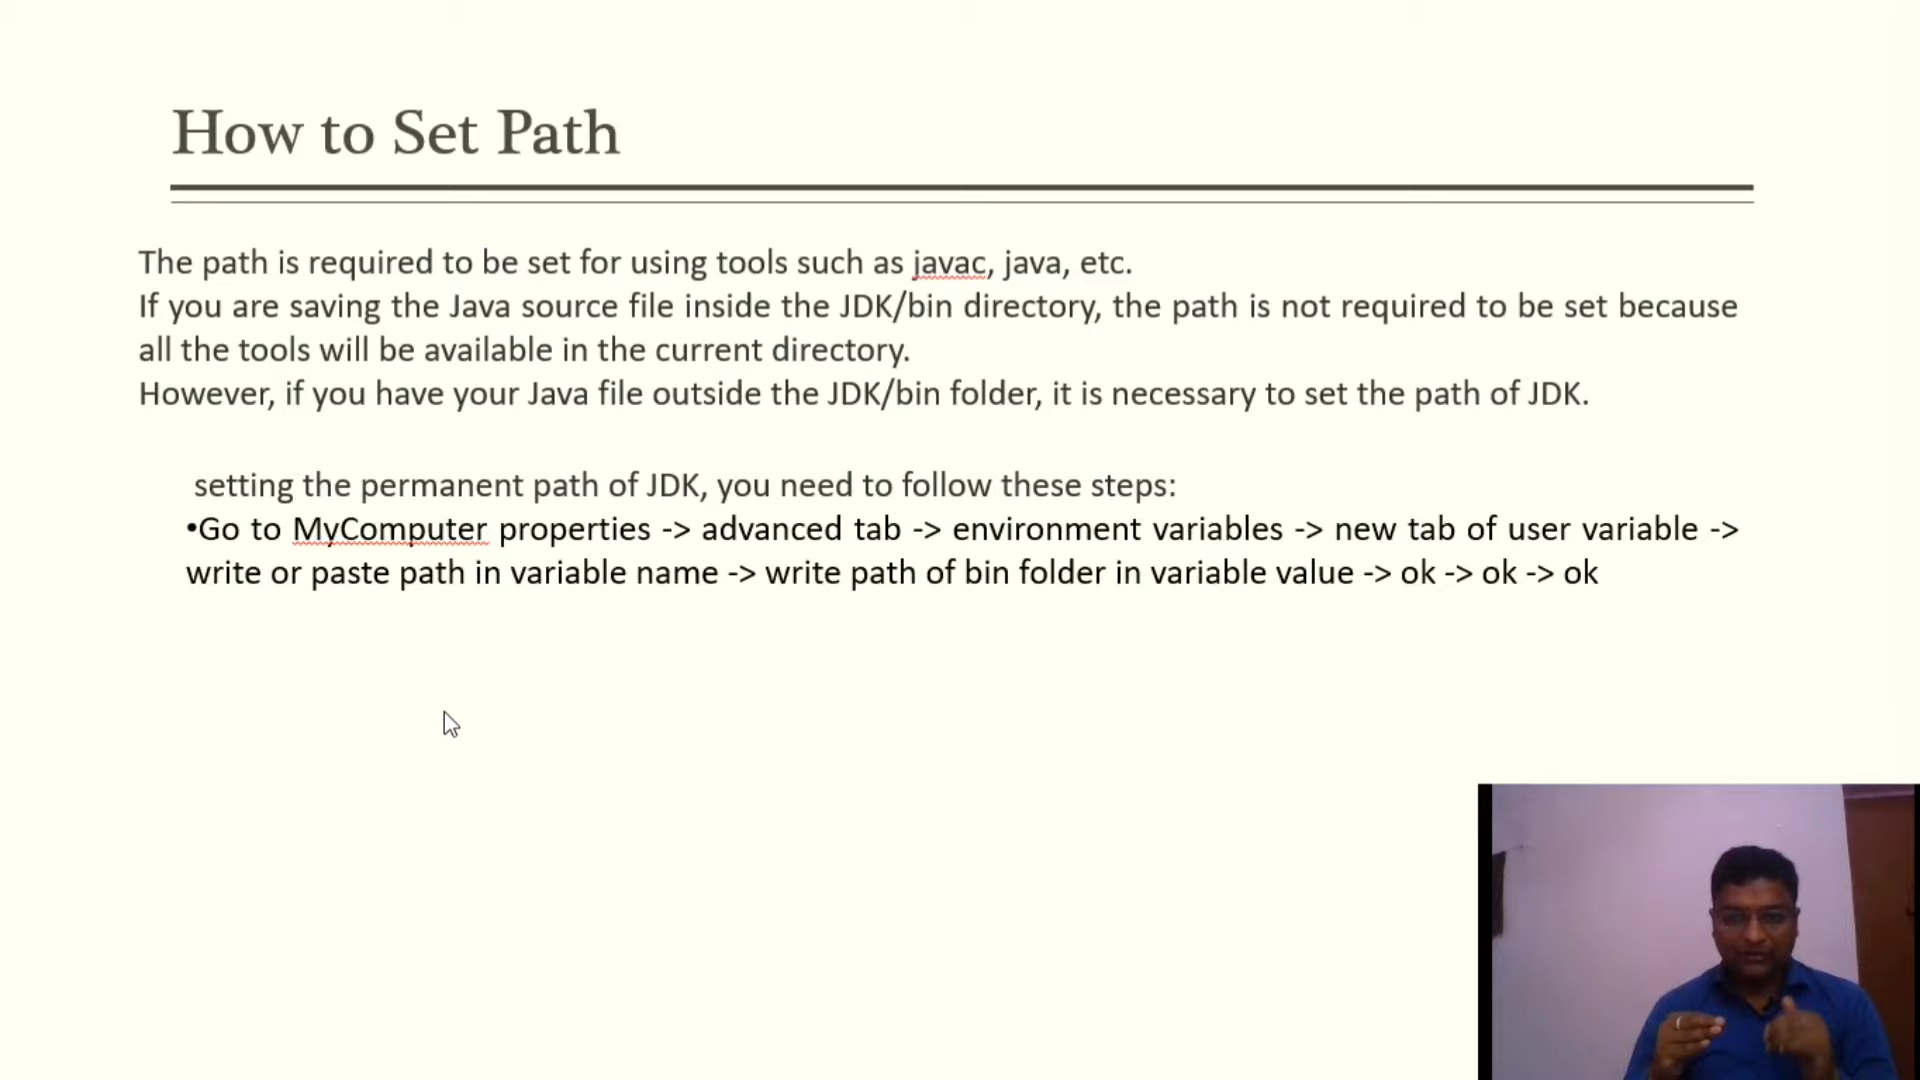 How to Set Path
The path is required to be set for using tools such as javac, java, etc.
If you are saving the Java source file inside the JDK/bin directory, the path is not required to be set because
all the tools will be available in the current directory.
However, if you have your Java file outside the JDK/bin folder, it is necessary to set the path of JDK.
setting the permanent path of JDK, you need to follow these steps:
•Go to MyComputer properties -> advanced tab -> environment variables -> new tab of user variable ->
write or paste path in variable name -> write path of bin folder in variable value -> ok -> ok -> ok